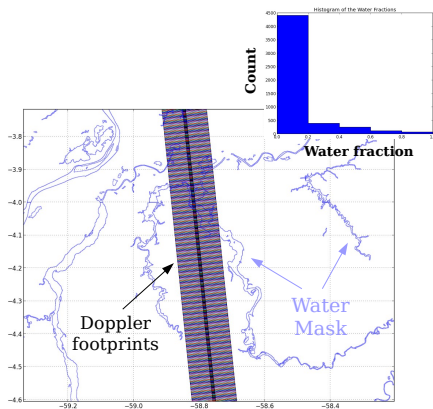 Histogram of the Water Fractions
4500
4000
3500
3000
2500
2000
1500
1000
500
0
0.0 0.2 0.4 0.6 0.8 1.0
Count
Water fraction
−3.8
−3.9
−4.0
−4.1
−4.2
−4.3
−4.4
−4.5
−4.6
−59.2 −59.0 −58.8 −58.6 −58.4
Doppler
footprints
Water
Mask